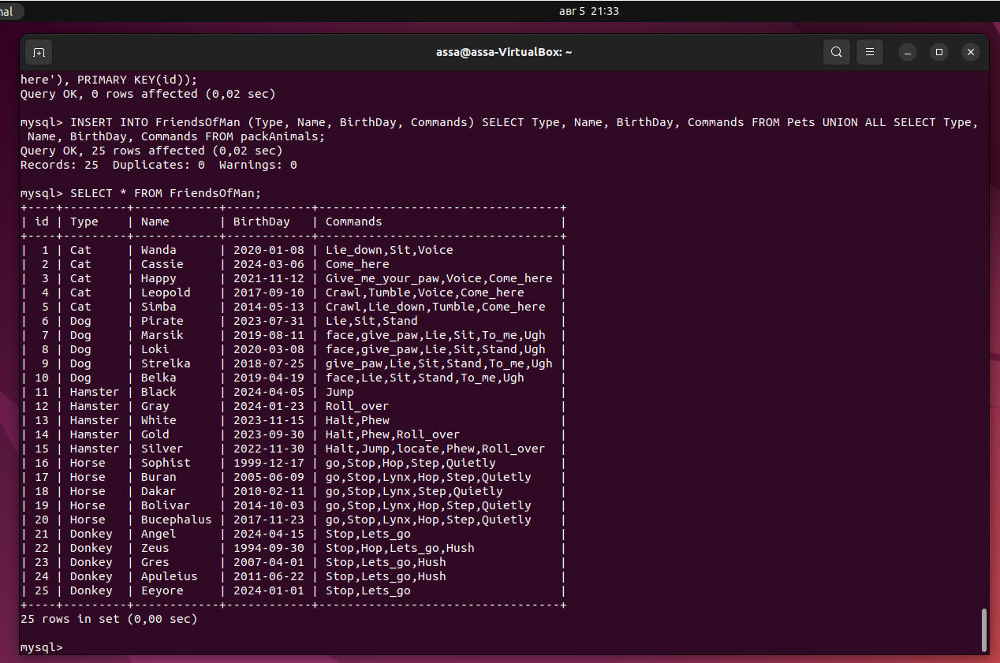 nal
авг 5 21:33
assa@assa-VirtualBox: ~
here'), PRIMARY KEY(id));
Query OK, 0 rows affected (0,02 sec)
mysql> INSERT INTO FriendsOfMan (Type, Name, BirthDay, Commands) SELECT Type, Name, BirthDay, Commands FROM Pets UNION ALL SELECT Type,
 Name, BirthDay, Commands FROM packAnimals;
Query OK, 25 rows affected (0,02 sec)
Records: 25  Duplicates: 0  Warnings: 0
mysql> SELECT * FROM FriendsOfMan;
+----+---------+------------+------------+----------------------------------+
| id | Type    | Name       | BirthDay   | Commands                         |
+----+---------+------------+------------+----------------------------------+
|  1 | Cat     | Wanda      | 2020-01-08 | Lie_down,Sit,Voice               |
|  2 | Cat     | Cassie     | 2024-03-06 | Come_here                        |
|  3 | Cat     | Happy      | 2021-11-12 | Give_me_your_paw,Voice,Come_here |
|  4 | Cat     | Leopold    | 2017-09-10 | Crawl,Tumble,Voice,Come_here     |
|  5 | Cat     | Simba      | 2014-05-13 | Crawl,Lie_down,Tumble,Come_here  |
|  6 | Dog     | Pirate     | 2023-07-31 | Lie,Sit,Stand                    |
|  7 | Dog     | Marsik     | 2019-08-11 | face,give_paw,Lie,Sit,To_me,Ugh  |
|  8 | Dog     | Loki       | 2020-03-08 | face,give_paw,Lie,Sit,Stand,Ugh  |
|  9 | Dog     | Strelka    | 2018-07-25 | give_paw,Lie,Sit,Stand,To_me,Ugh |
| 10 | Dog     | Belka      | 2019-04-19 | face,Lie,Sit,Stand,To_me,Ugh     |
| 11 | Hamster | Black      | 2024-04-05 | Jump                             |
| 12 | Hamster | Gray       | 2024-01-23 | Roll_over                        |
| 13 | Hamster | White      | 2023-11-15 | Halt,Phew                        |
| 14 | Hamster | Gold       | 2023-09-30 | Halt,Phew,Roll_over              |
| 15 | Hamster | Silver     | 2022-11-30 | Halt,Jump,locate,Phew,Roll_over  |
| 16 | Horse   | Sophist    | 1999-12-17 | go,Stop,Hop,Step,Quietly         |
| 17 | Horse   | Buran      | 2005-06-09 | go,Stop,Lynx,Hop,Step,Quietly    |
| 18 | Horse   | Dakar      | 2010-02-11 | go,Stop,Lynx,Step,Quietly        |
| 19 | Horse   | Bolivar    | 2014-10-03 | go,Stop,Lynx,Hop,Step,Quietly    |
| 20 | Horse   | Bucephalus | 2017-11-23 | go,Stop,Lynx,Hop,Step,Quietly    |
| 21 | Donkey  | Angel      | 2024-04-15 | Stop,Lets_go                     |
| 22 | Donkey  | Zeus       | 1994-09-30 | Stop,Hop,Lets_go,Hush            |
| 23 | Donkey  | Gres       | 2007-04-01 | Stop,Lets_go,Hush                |
| 24 | Donkey  | Apuleius   | 2011-06-22 | Stop,Lets_go,Hush                |
| 25 | Donkey  | Eeyore     | 2024-01-01 | Stop,Lets_go                     |
+----+---------+------------+------------+----------------------------------+
25 rows in set (0,00 sec)
mysql>